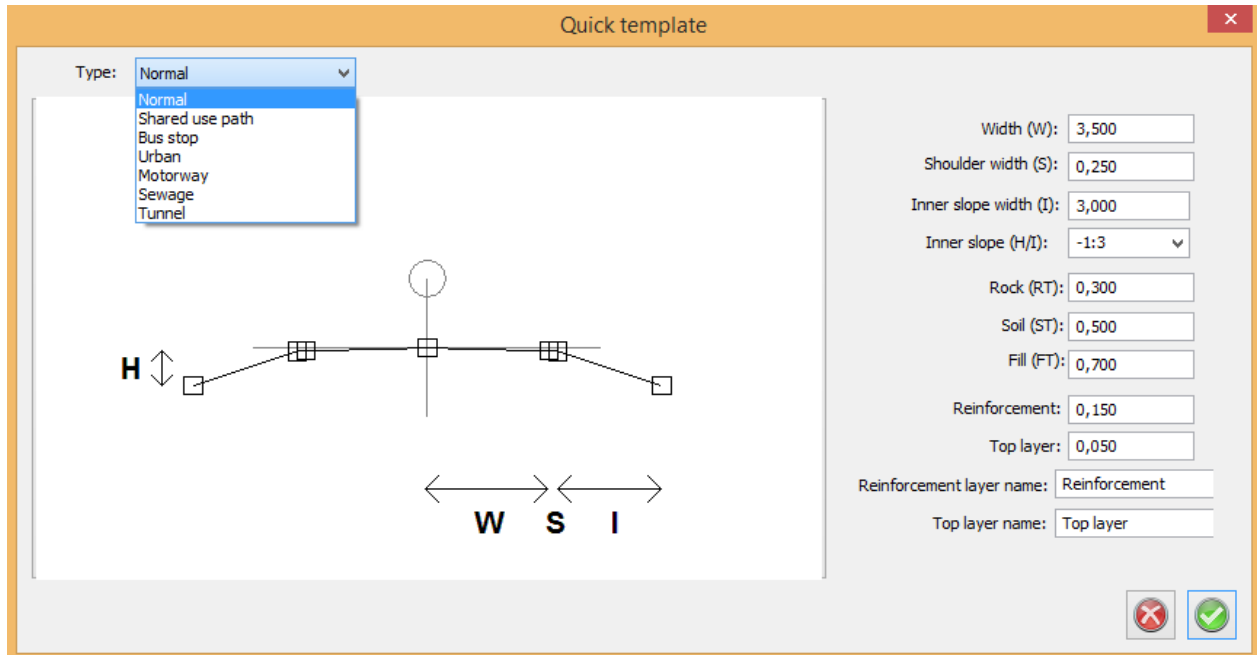 Quick template
Type: Normal
Normal
Shared use path
Bus stop
Urban
Motorway
Sewage
Tunnel
H
W S I
Width (W): 3,500
Shoulder width (S): 0,250
Inner slope width (I): 3,000
Inner slope (H/I): -1:3
Rock (RT): 0,300
Soil (ST): 0,500
Fill (FT): 0,700
Reinforcement: 0,150
Top layer: 0,050
Reinforcement layer name: Reinforcement
Top layer name: Top layer